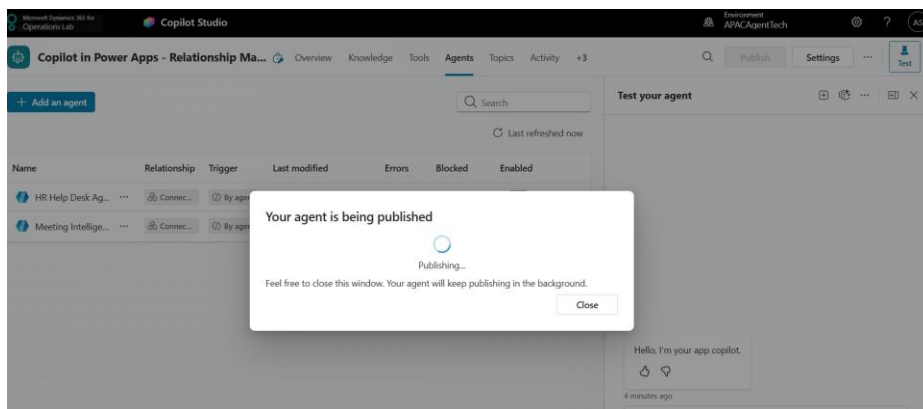 Microsoft Dynamics 365 for
Operations Lab
Copilot Studio
Environment
APACAgentTech
?
AS
Copilot in Power Apps - Relationship Ma...
Overview
Knowledge
Tools
Agents
Topics
Activity
+3
Publish
Settings
...
Test
+ Add an agent
Search
Last refreshed now
Test your agent
...
Name
Relationship
Trigger
Last modified
Errors
Blocked
Enabled
HR Help Desk Ag...
...
Connec...
By agen
Meeting Intellige...
...
Connec...
By agen
Your agent is being published
Publishing...
Feel free to close this window. Your agent will keep publishing in the background.
Close
Hello, I'm your app copilot.
4 minutes ago